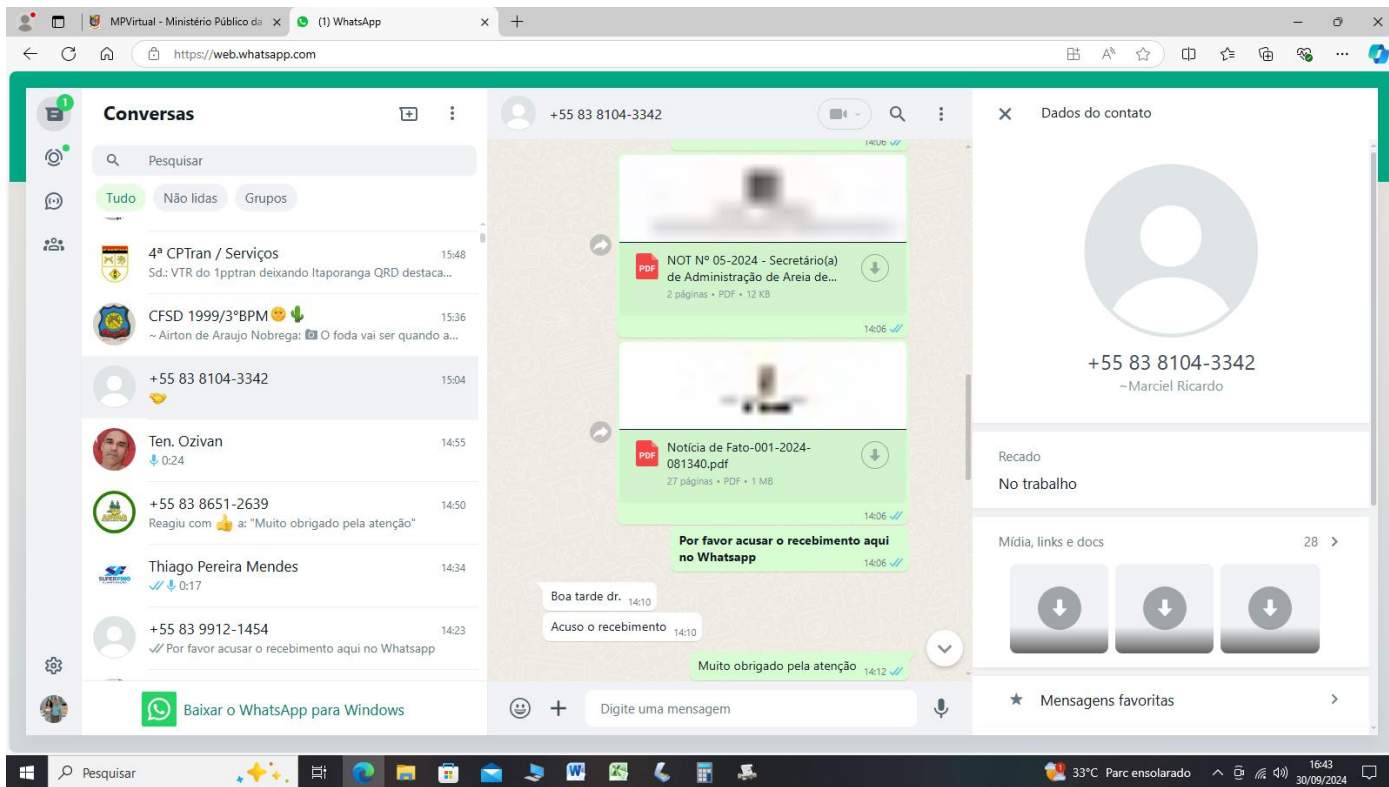 MPVirtual - Ministério Público da
(1) WhatsApp
https://web.whatsapp.com
1
Conversas
Pesquisar
Tudo
Não lidas
Grupos
4ª CPTran / Serviços
15:48
Sd.: VTR do 1pptran deixando Itaporanga QRD destaca...
CFSD 1999/3°BPM
15:36
~ Airton de Araujo Nobrega: O foda vai ser quando a...
+55 83 8104-3342
15:04
Ten. Ozivan
14:55
0:24
+55 83 8651-2639
14:50
Reagiu com a: "Muito obrigado pela atenção"
Thiago Pereira Mendes
14:34
0:17
+55 83 9912-1454
14:23
Por favor acusar o recebimento aqui no Whatsapp
Baixar o WhatsApp para Windows
+55 83 8104-3342
14:06
PDF
NOT Nº 05-2024 - Secretário(a)
de Administração de Areia de...
2 páginas • PDF • 12 KB
14:06
PDF
Notícia de Fato-001-2024-
081340.pdf
27 páginas • PDF • 1 MB
14:06
Por favor acusar o recebimento aqui
no Whatsapp
14:06
Boa tarde dr.
14:10
Acuso o recebimento
14:10
Muito obrigado pela atenção
14:12
Digite uma mensagem
Dados do contato
+55 83 8104-3342
~Marciel Ricardo
Recado
No trabalho
Mídia, links e docs
28
Mensagens favoritas
Pesquisar
33°C Parc ensolarado
16:43
30/09/2024